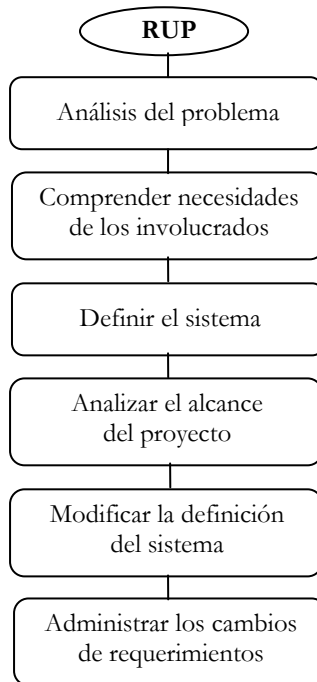 RUP
Análisis del problema
Comprender necesidades
de los involucrados
Definir el sistema
Analizar el alcance
del proyecto
Modificar la definición
del sistema
Administrar los cambios
de requerimientos